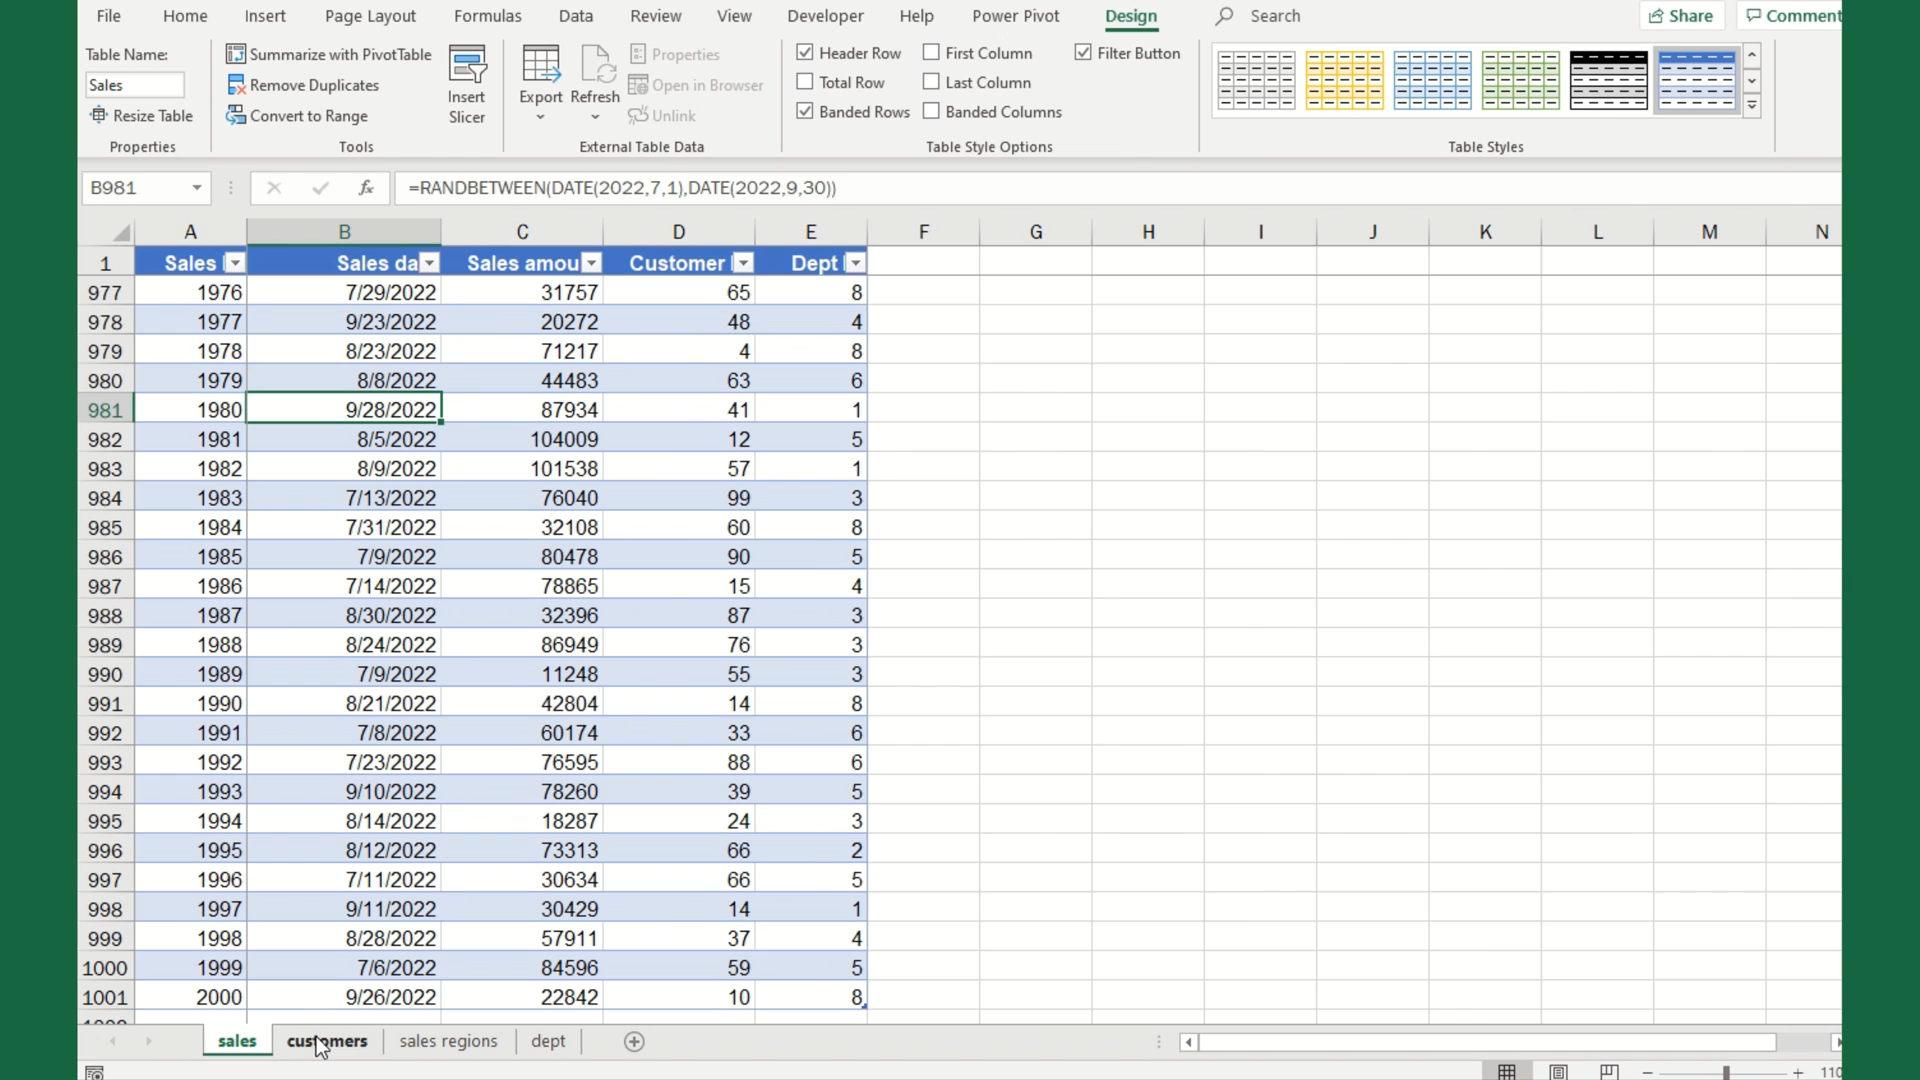 File Home Insert Page Layout Formulas Data Review View Developer Help Power Pivot Design Search Share Comment
Table Name: Summarize with PivotTable Properties Header Row First Column Filter Button
Sales Remove Duplicates Insert Slicer Export Refresh Open in Browser Total Row Last Column
Resize Table Convert to Range Unlink Banded Rows Banded Columns
Properties Tools External Table Data Table Style Options Table Styles
B981 fx =RANDBETWEEN(DATE(2022,7,1),DATE(2022,9,30))
A B C D E F G H I J K L M N
1 Sales Sales da Sales amou Customer Dept
977 1976 7/29/2022 31757 65 8
978 1977 9/23/2022 20272 48 4
979 1978 8/23/2022 71217 4 8
980 1979 8/8/2022 44483 63 6
981 1980 9/28/2022 87934 41 1
982 1981 8/5/2022 104009 12 5
983 1982 8/9/2022 101538 57 1
984 1983 7/13/2022 76040 99 3
985 1984 7/31/2022 32108 60 8
986 1985 7/9/2022 80478 90 5
987 1986 7/14/2022 78865 15 4
988 1987 8/30/2022 32396 87 3
989 1988 8/24/2022 86949 76 3
990 1989 7/9/2022 11248 55 3
991 1990 8/21/2022 42804 14 8
992 1991 7/8/2022 60174 33 6
993 1992 7/23/2022 76595 88 6
994 1993 9/10/2022 78260 39 5
995 1994 8/14/2022 18287 24 3
996 1995 8/12/2022 73313 66 2
997 1996 7/11/2022 30634 66 5
998 1997 9/11/2022 30429 14 1
999 1998 8/28/2022 57911 37 4
1000 1999 7/6/2022 84596 59 5
1001 2000 9/26/2022 22842 10 8
sales customers sales regions dept
110